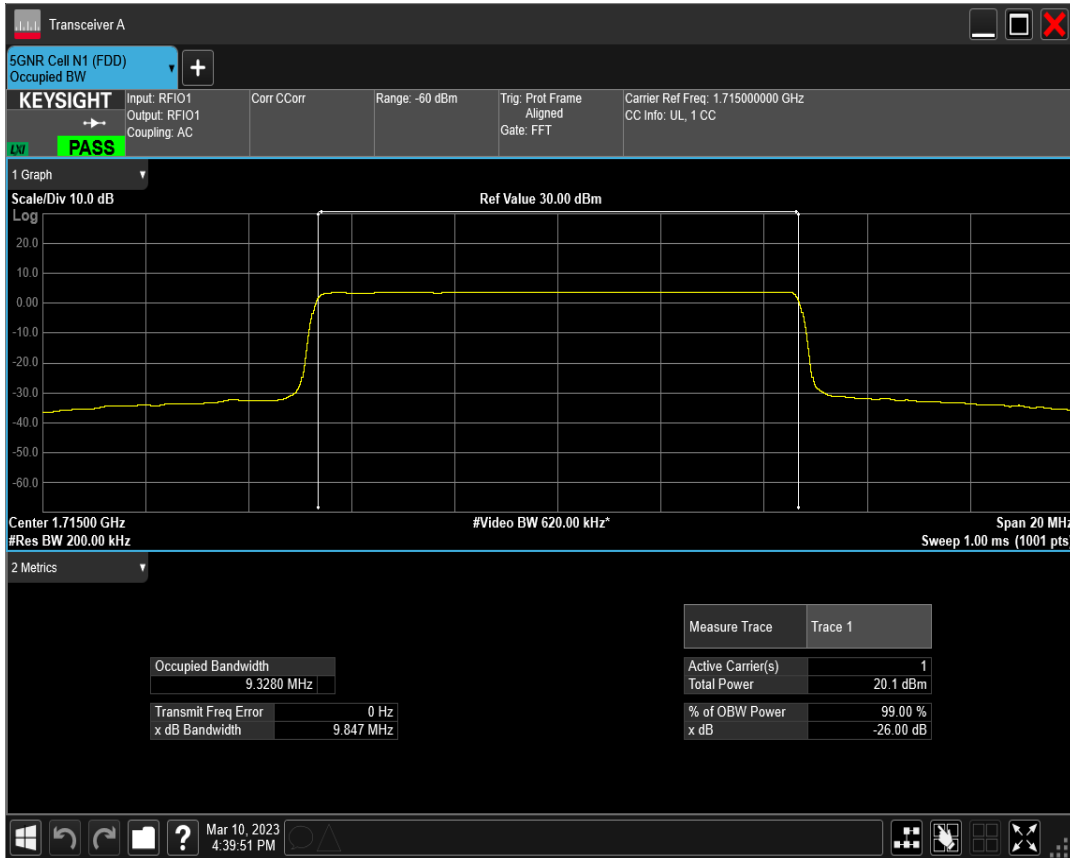 Transceiver A
5GNR Cell N1 (FDD)
Occupied BW
+
KEYSIGHT
LXI
PASS
Input: RFIO1
Output: RFIO1
Coupling: AC
Corr CCorr
Range: -60 dBm
Trig: Prot Frame
Aligned
Gate: FFT
Carrier Ref Freq: 1.715000000 GHz
CC Info: UL, 1 CC
1 Graph
Scale/Div 10.0 dB
Ref Value 30.00 dBm
Log
20.0
10.0
0.00
-10.0
-20.0
-30.0
-40.0
-50.0
-60.0
Center 1.71500 GHz
#Video BW 620.00 kHz*
Span 20 MHz
#Res BW 200.00 kHz
Sweep 1.00 ms (1001 pts)
2 Metrics
Measure Trace Trace 1
Occupied Bandwidth
9.3280 MHz
Transmit Freq Error 0 Hz
x dB Bandwidth 9.847 MHz
Active Carrier(s) 1
Total Power 20.1 dBm
% of OBW Power 99.00 %
x dB -26.00 dB
?
Mar 10, 2023
4:39:51 PM